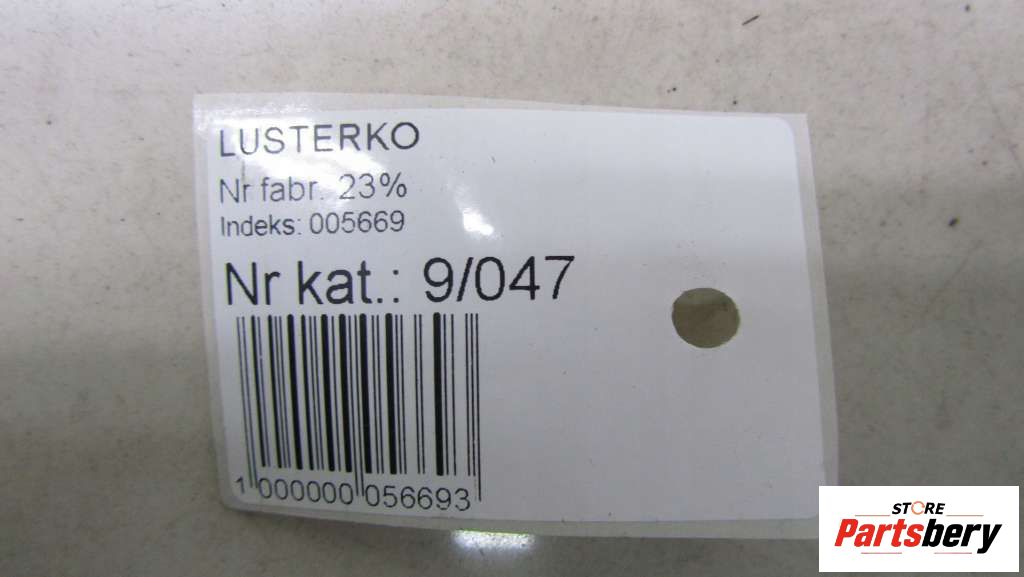 LUSTERKO
Nr fabr. 23%
Indeks: 005669
Nr kat.: 9/047
1 000000 056693
STORE
Partsbery